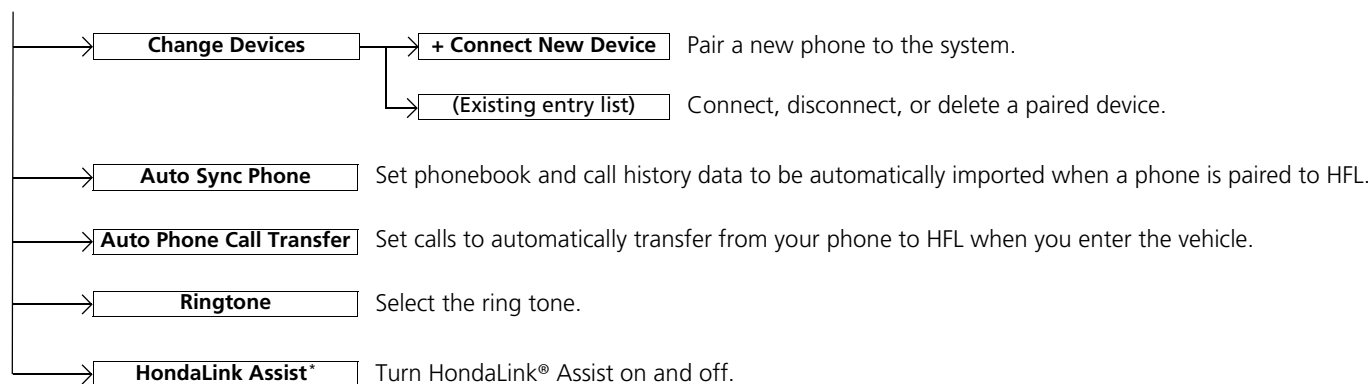 Change Devices + Connect New Device Pair a new phone to the system.
(Existing entry list) Connect, disconnect, or delete a paired device.
Auto Sync Phone Set phonebook and call history data to be automatically imported when a phone is paired to HFL.
Auto Phone Call Transfer Set calls to automatically transfer from your phone to HFL when you enter the vehicle.
Ringtone Select the ring tone.
HondaLink Assist* Turn HondaLink® Assist on and off.